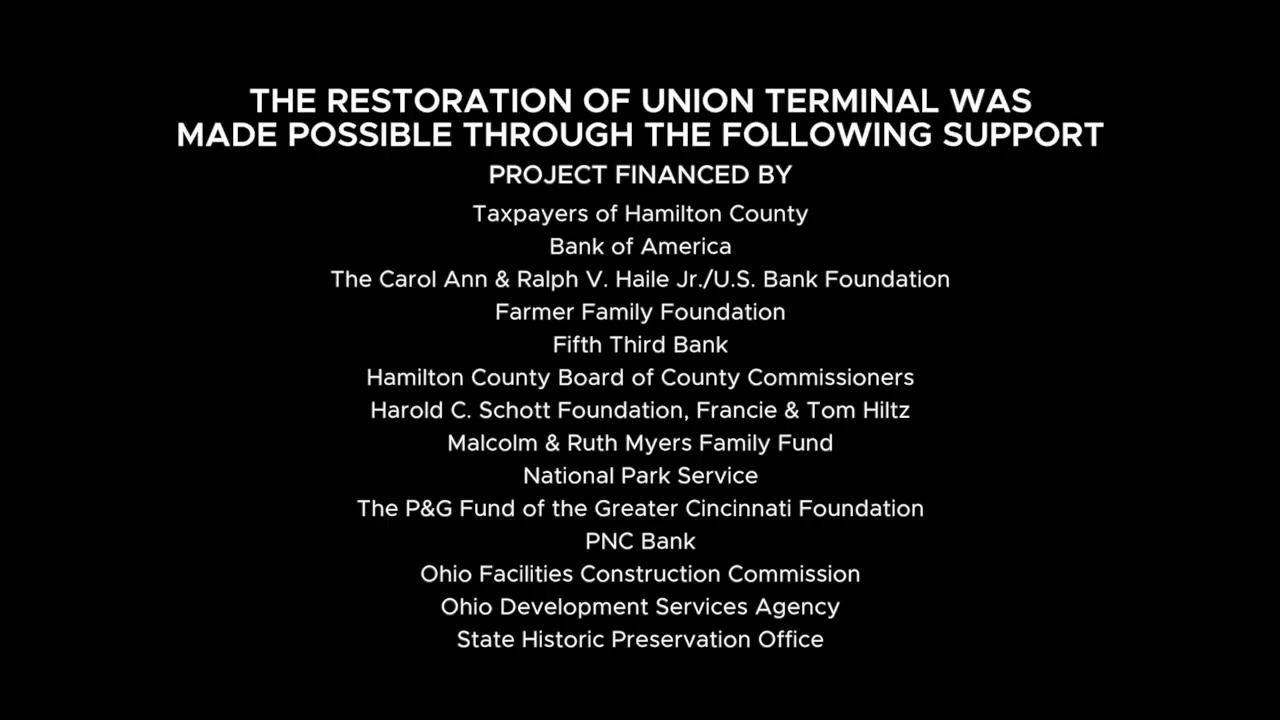 THE RESTORATION OF UNION TERMINAL WAS
MADE POSSIBLE THROUGH THE FOLLOWING SUPPORT
PROJECT FINANCED BY
Taxpayers of Hamilton County
Bank of America
The Carol Ann & Ralph V. Haile Jr./U.S. Bank Foundation
Farmer Family Foundation
Fifth Third Bank
Hamilton County Board of County Commissioners
Harold C. Schott Foundation, Francie & Tom Hiltz
Malcolm & Ruth Myers Family Fund
National Park Service
The P&G Fund of the Greater Cincinnati Foundation
PNC Bank
Ohio Facilities Construction Commission
Ohio Development Services Agency
State Historic Preservation Office